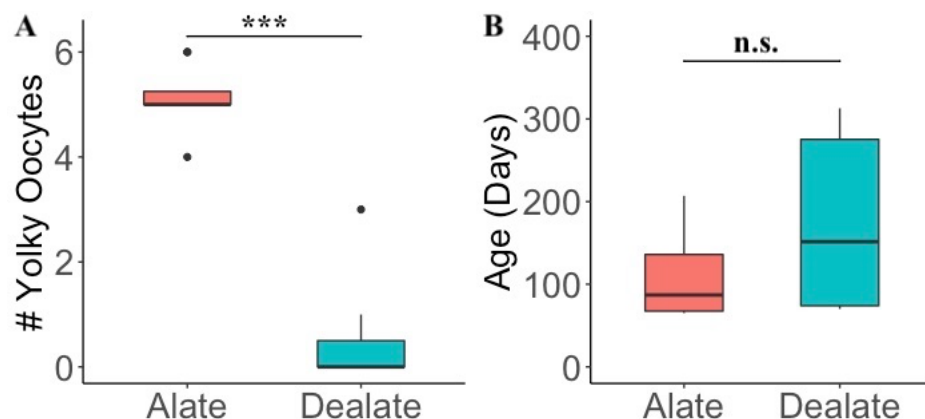 A
***
# Yolky Oocytes
6
4
2
0
Alate
Dealate
B
n.s.
Age (Days)
400
300
200
100
0
Alate
Dealate